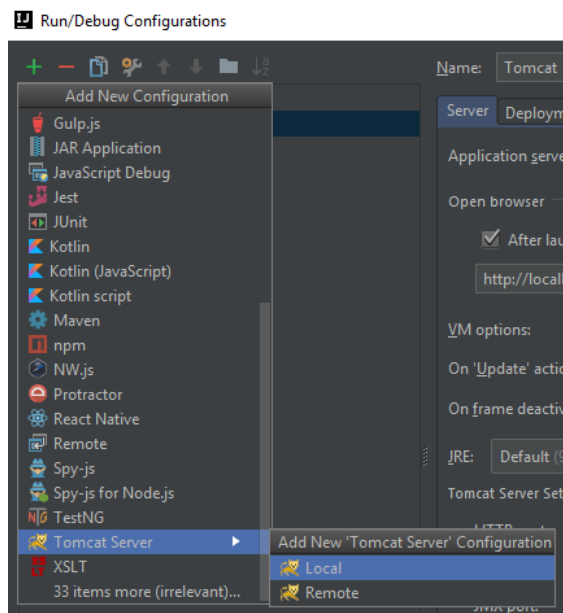 Run/Debug Configurations
Add New Configuration
Gulp.js
JAR Application
JavaScript Debug
Jest
JUnit
Kotlin
Kotlin (JavaScript)
Kotlin script
Maven
npm
NW.js
Protractor
React Native
Remote
Spy-js
Spy-js for Node.js
TestNG
Tomcat Server
XSLT
33 items more (irrelevant)...
Add New 'Tomcat Server' Configuration
Local
Remote
Name: Tomcat
Server Deploym
Application serve
Open browser
After lau
http://local
VM options:
On 'Update' actio
On frame deactiv
JRE: Default (9
Tomcat Server Set
JMX port: